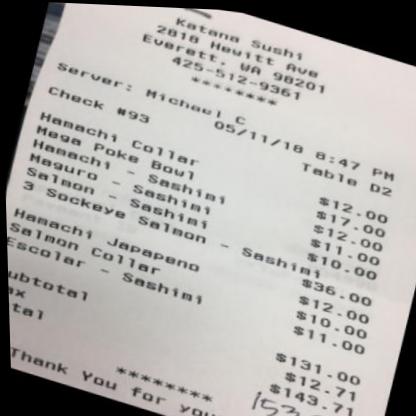 Katana Sushi
2818 Hewitt Ave
Everett, WA 98201
425-512-9361
********
Server: Michael C
05/11/18 8:47 PM
Check #93 Table D2
Hamachi Collar $12.00
Mega Poke Bowl $17.00
Hamachi - Sashimi $12.00
Maguro - Sashimi $11.00
Salmon - Sashimi $10.00
3 Sockeye Salmon - Sashimi $36.00
Hamachi Japapeno $12.00
Salmon Collar $10.00
Escolar - Sashimi $11.00
ubtotal $131.00
ax $12.71
tal $143.71
********
Thank You for you
153